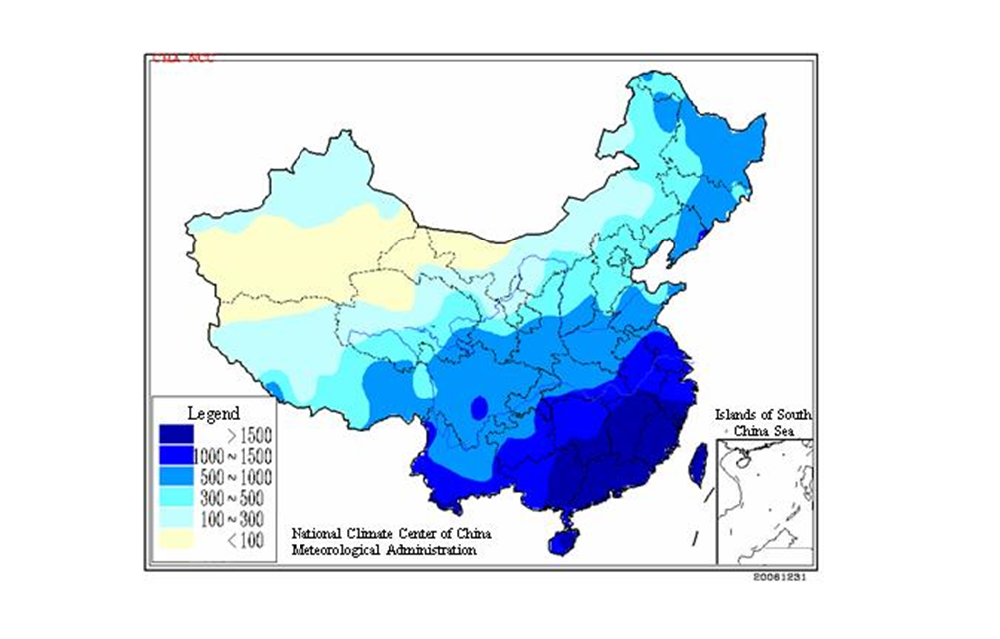 Legend
>1500
1000~1500
500~1000
300~500
100~300
<100
National Climate Center of China
Meteorological Administration
Islands of South
China Sea
20061231